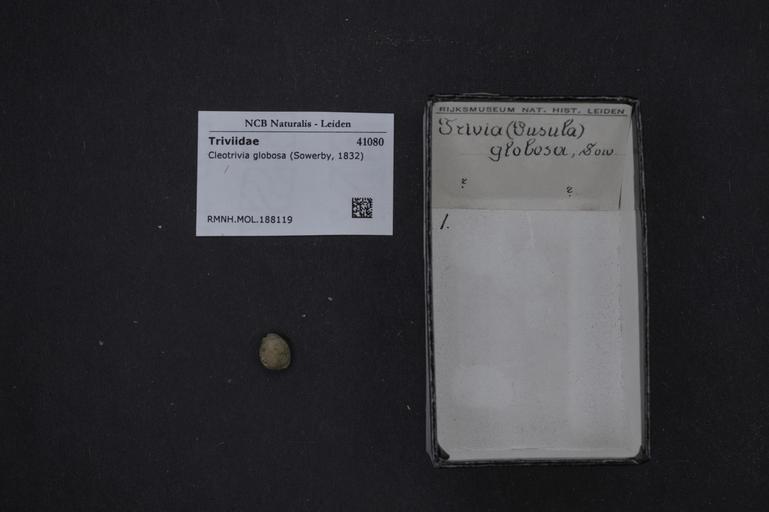 NCB Naturalis - Leiden
Triviidae 41080
Cleotrivia globosa (Sowerby, 1832)
/
RMNH.MOL.188119
RIJKSMUSEUM NAT. HIST. LEIDEN
Trivia (Pusula)
globosa, Sow
? ?
1.